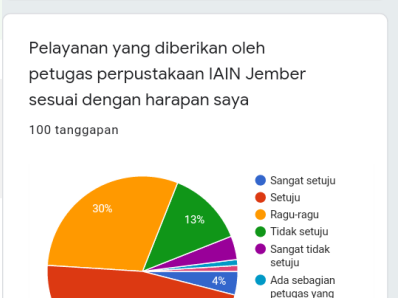 Pelayanan yang diberikan oleh
petugas perpustakaan IAIN Jember
sesuai dengan harapan saya
100 tanggapan
30%
13%
4%
Sangat setuju
Setuju
Ragu-ragu
Tidak setuju
Sangat tidak
setuju
Ada sebagian
petugas yang